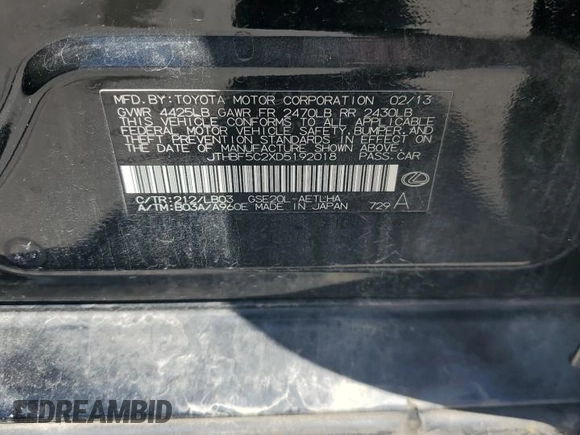 MFD. BY: TOYOTA MOTOR CORPORATION 02/13
GVWR 4425LB GAWR FR 2470LB RR 2430LB
THIS VEHICLE CONFORMS TO ALL APPLICABLE
FEDERAL MOTOR VEHICLE SAFETY, BUMPER, AND
THEFT PREVENTION STANDARDS IN EFFECT ON
THE DATE OF MANUFACTURE SHOWN ABOVE.
JTHBF5C2XD5192018 PASS. CAR
C/TR: 212/LB03 GSE20L-AETLHA
A/TM: B03A/A960E MADE IN JAPAN 729 A
DREAMBID